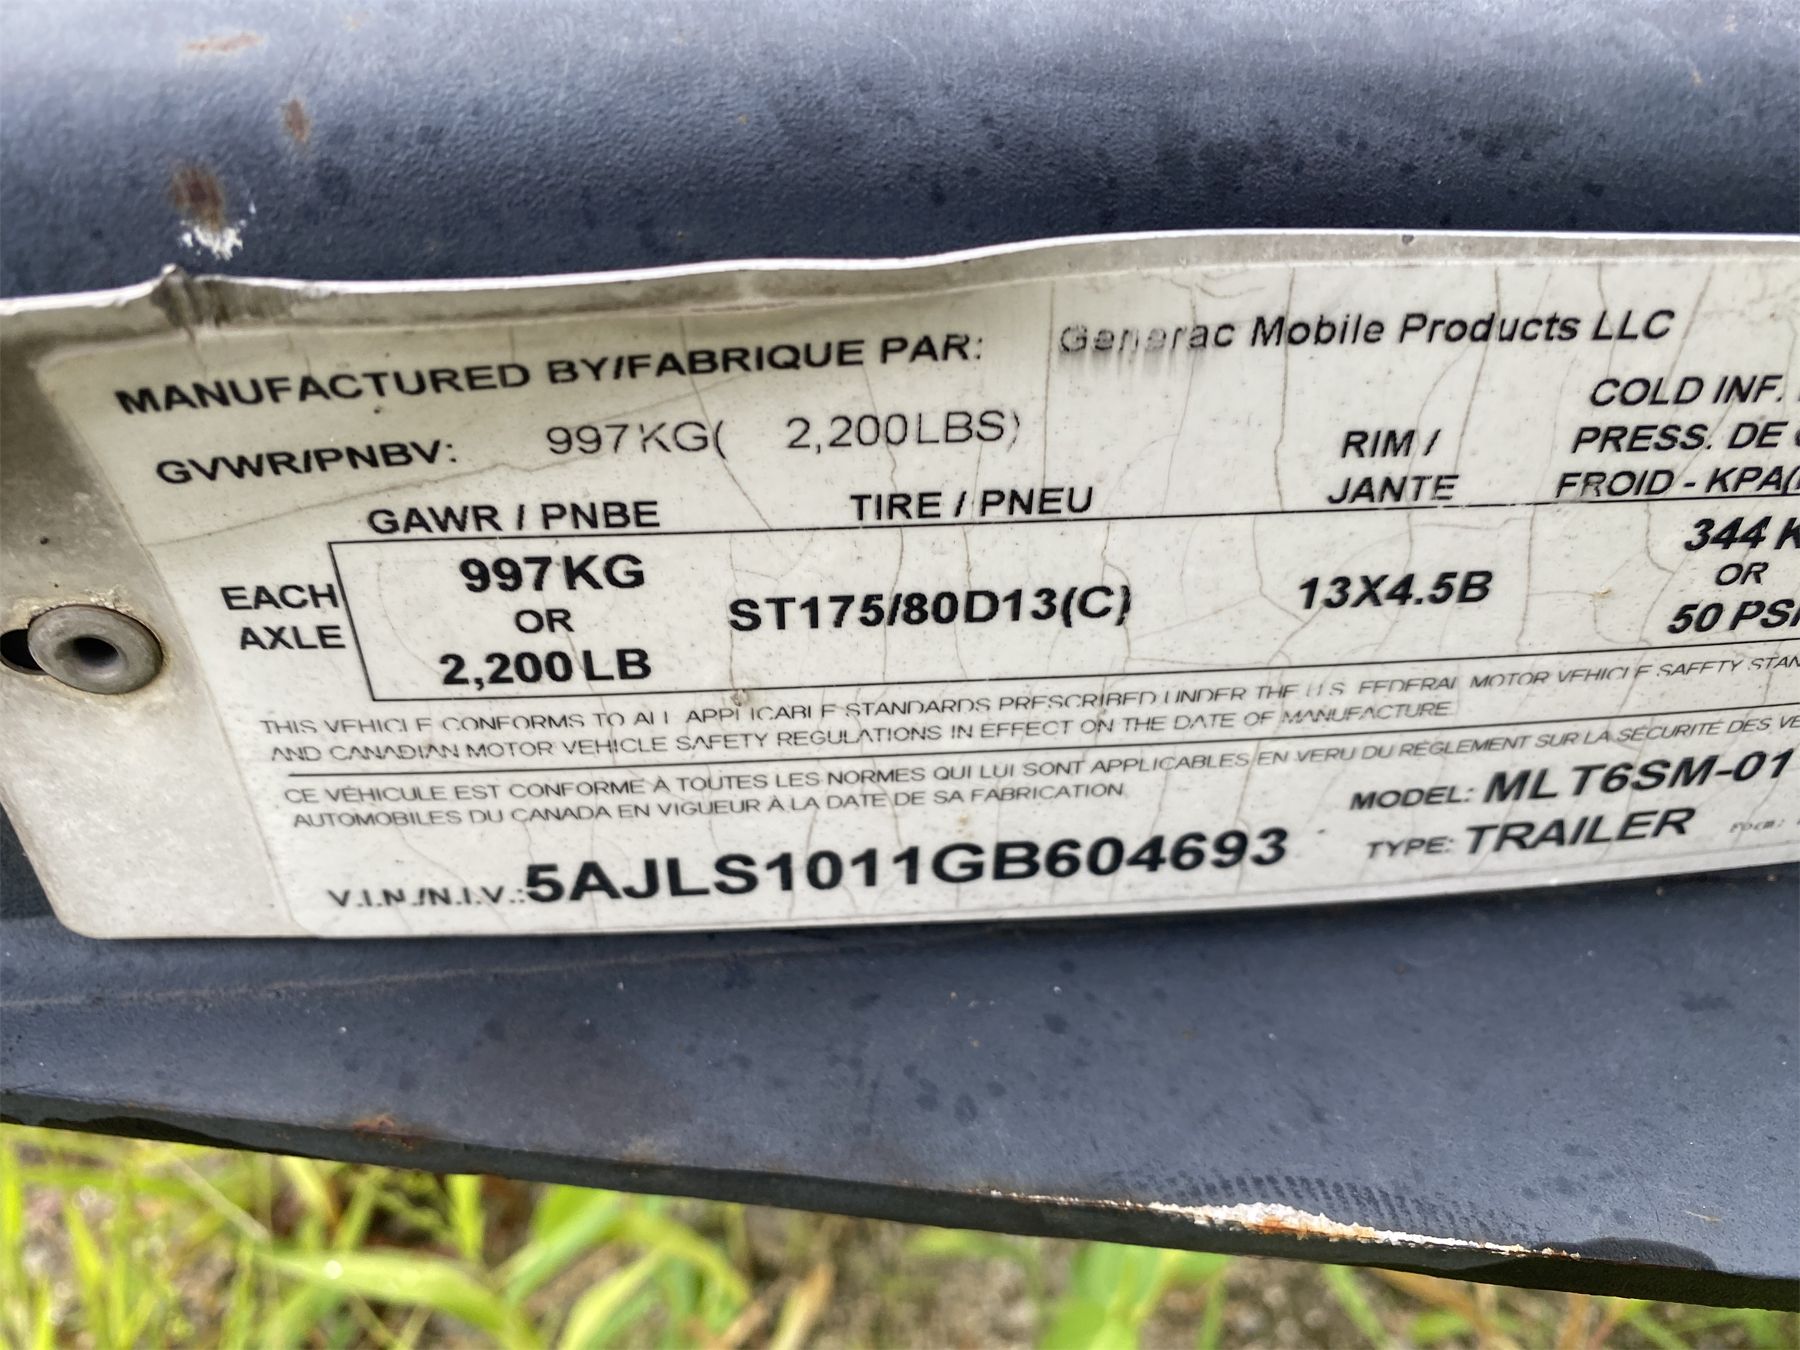 MANUFACTURED BY/FABRIQUE PAR: Generac Mobile Products LLC
GVWR/PNBV: 997KG( 2,200LBS)
GAWR / PNBE TIRE / PNEU RIM / JANTE
COLD INF.
PRESS. DE
FROID - KPA(
EACH AXLE
997KG
OR
2,200LB
ST175/80D13(C)
13X4.5B
344 K
OR
50 PSI
THIS VEHICLE CONFORMS TO ALL APPLICABLE STANDARDS PRESCRIBED UNDER THE U.S. FEDERAL MOTOR VEHICLE SAFETY STAN
AND CANADIAN MOTOR VEHICLE SAFETY REGULATIONS IN EFFECT ON THE DATE OF MANUFACTURE
CE VÉHICULE EST CONFORME À TOUTES LES NORMES QUI LUI SONT APPLICABLES EN VERU DU RÈGLEMENT SUR LA SÉCURITÉ DES VÉ
AUTOMOBILES DU CANADA EN VIGUEUR À LA DATE DE SA FABRICATION.
MODEL: MLT6SM-01
V.I.N./N.I.V.: 5AJLS1011GB604693
TYPE: TRAILER